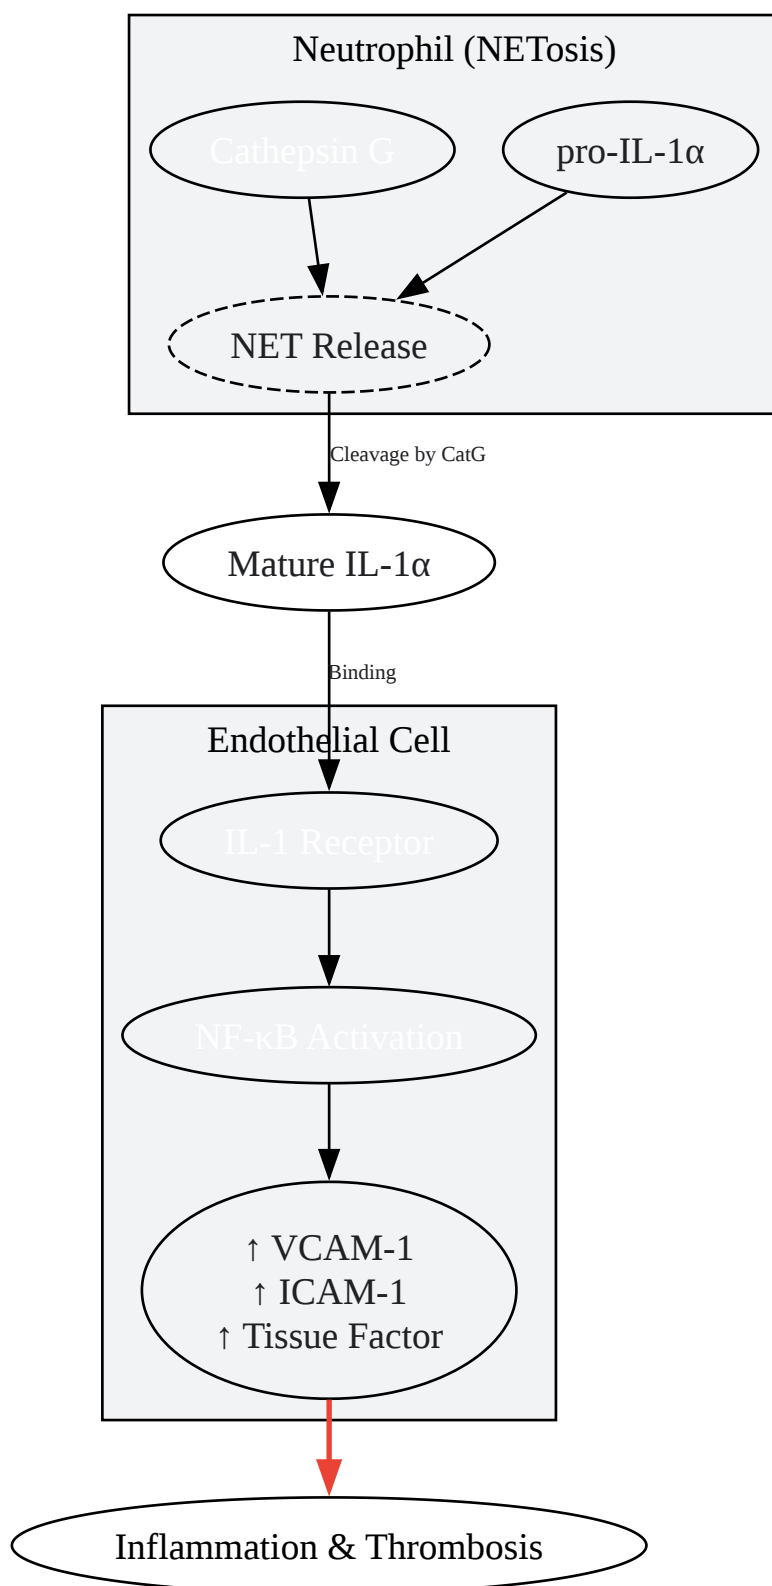 Neutrophil (NETosis)
Cathepsin G
pro-IL-1α
NET Release
Cleavage by CatG
Mature IL-1α
Binding
Endothelial Cell
IL-1 Receptor
NF-κB Activation
↑ VCAM-1
↑ ICAM-1
↑ Tissue Factor
Inflammation & Thrombosis